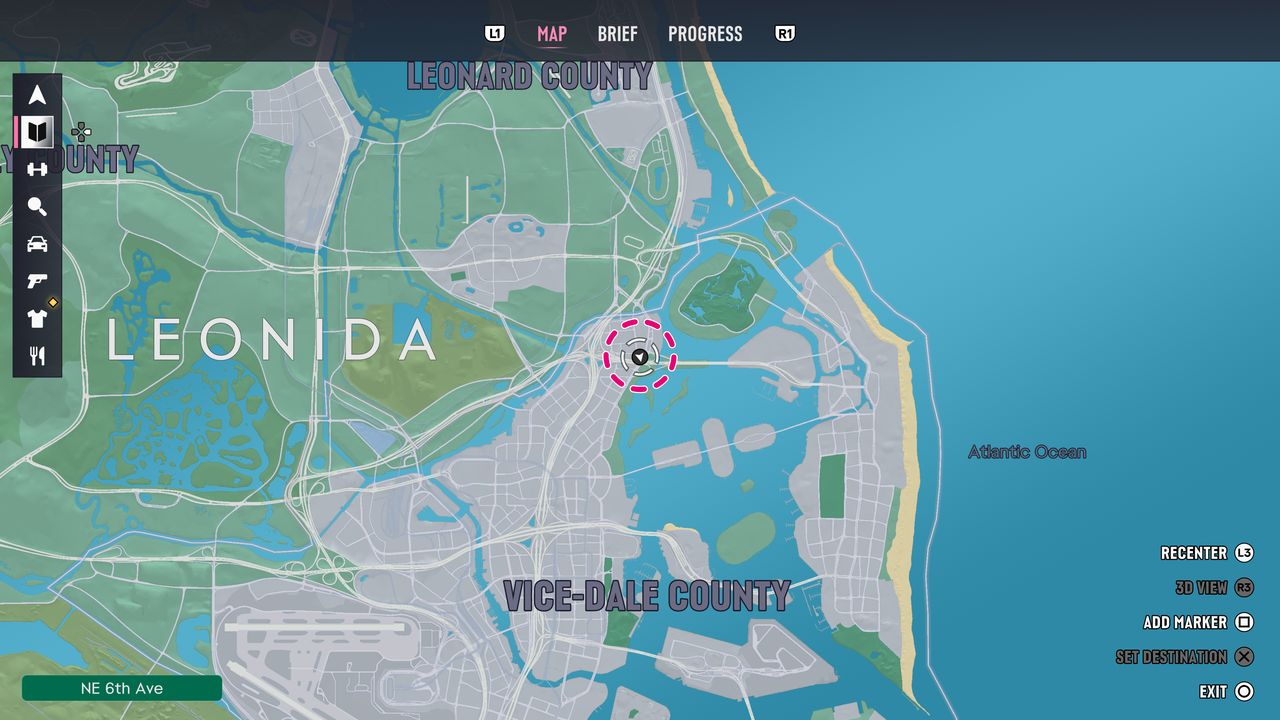 L1 MAP BRIEF PROGRESS R1
LEONARD COUNTY
Y COUNTY
LEONIDA
Atlantic Ocean
VICE-DALE COUNTY
RECENTER L3
3D VIEW R3
ADD MARKER
SET DESTINATION
EXIT
NE 6th Ave